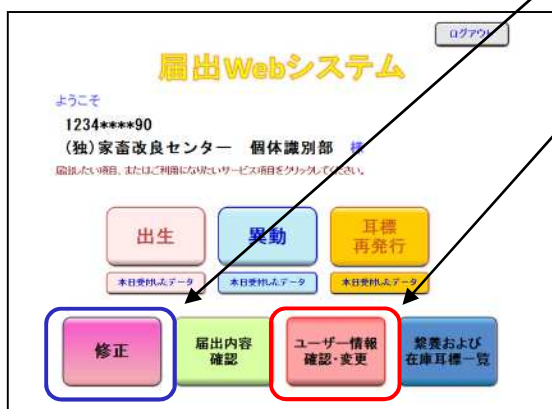 ログアウト
届出Webシステム
ようこそ
1234****90
(独)家畜改良センター 個体識別部 様
届出したい項目、またはご利用になりたいサービス項目をクリックしてください。
出生 異動 耳標
再発行
本日受付したデータ 本日受付したデータ 本日受付したデータ
修正 届出内容
確認 ユーザー情報
確認・変更 繋養および
在庫耳標一覧